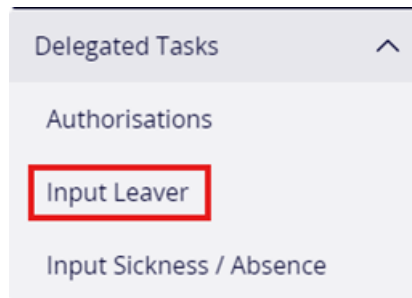 Delegated Tasks
Authorisations
Input Leaver
Input Sickness / Absence